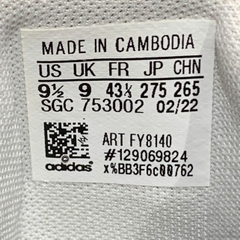 MADE IN CAMBODIA
US UK FR JP CHN
9½ 9 43⅓ 275 265
SGC 753002 02/22
adidas
ART FY8140
#129069824
x%BB3F6c00762